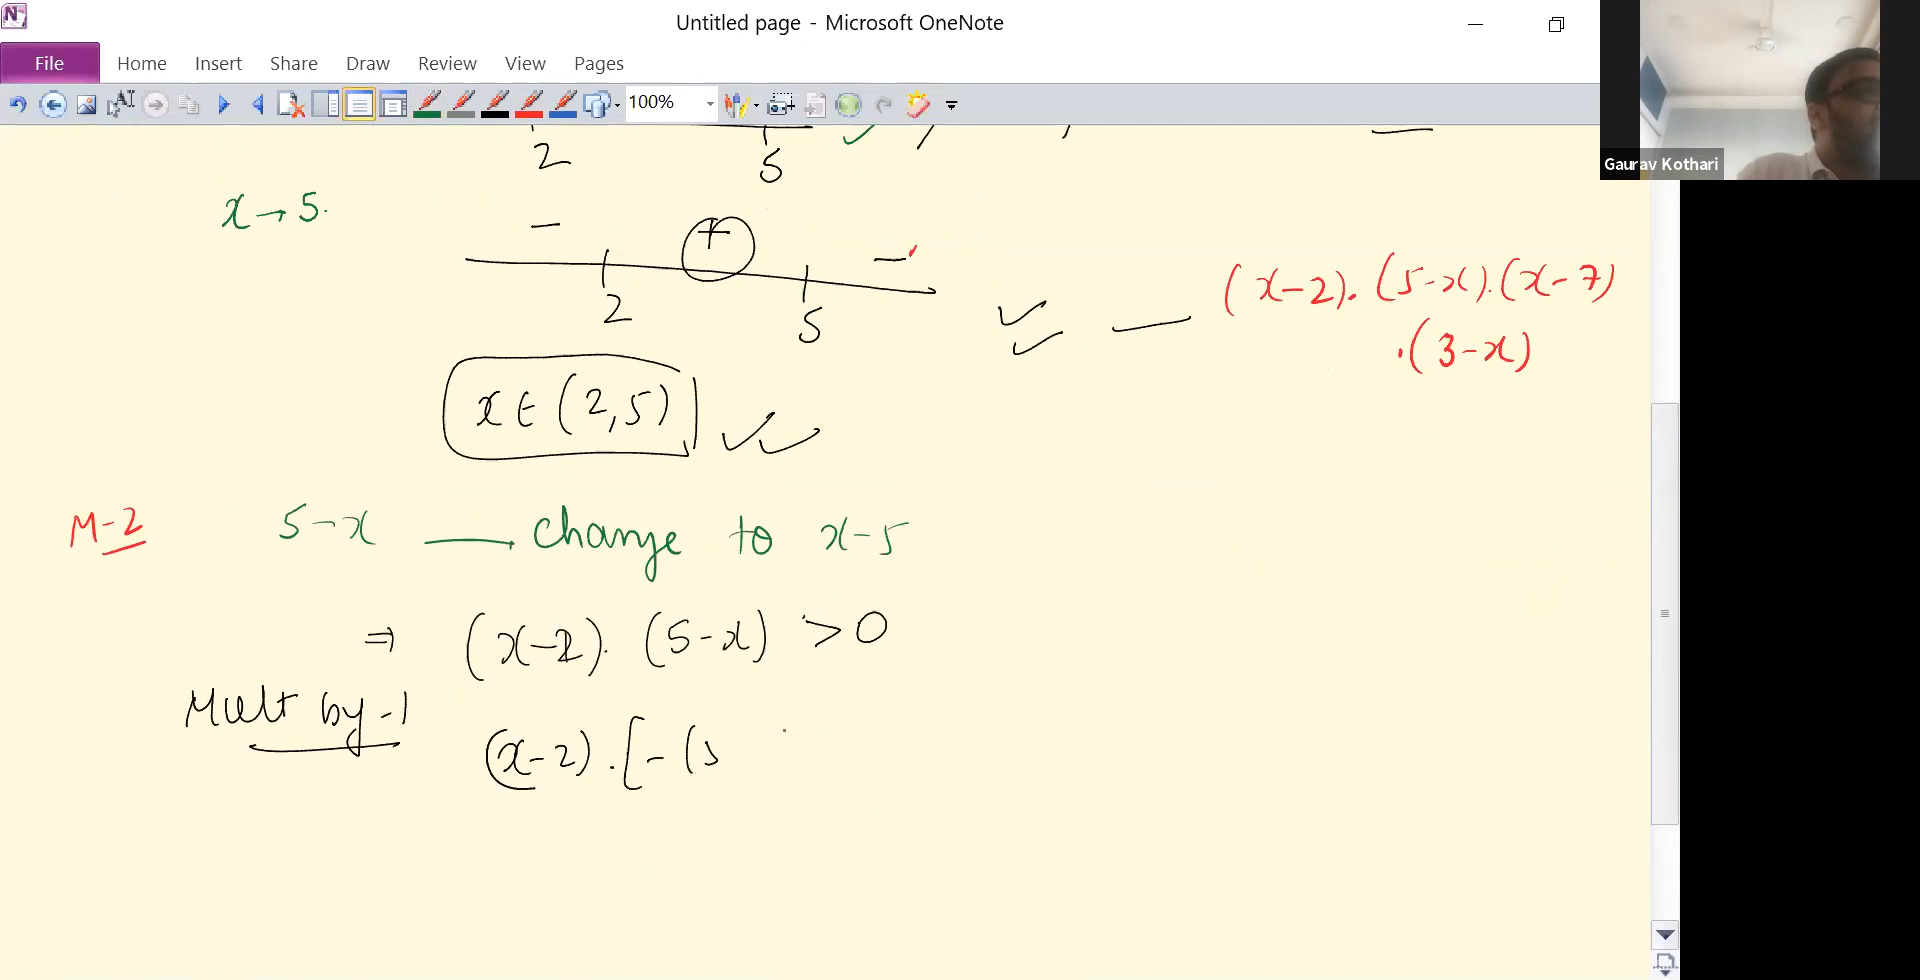 Untitled page - Microsoft OneNote
File Home Insert Share Draw Review View Pages
100%
Gaurav Kothari
2 5
x → 5.
- + -
2 5
(x-2). (5-x).(x-7)
.(3-x)
x ∈ (2,5)
M-2 5-x — change to x-5
⇒ (x-2). (5-x) > 0
Mult by -1
(x-2) . [- (5